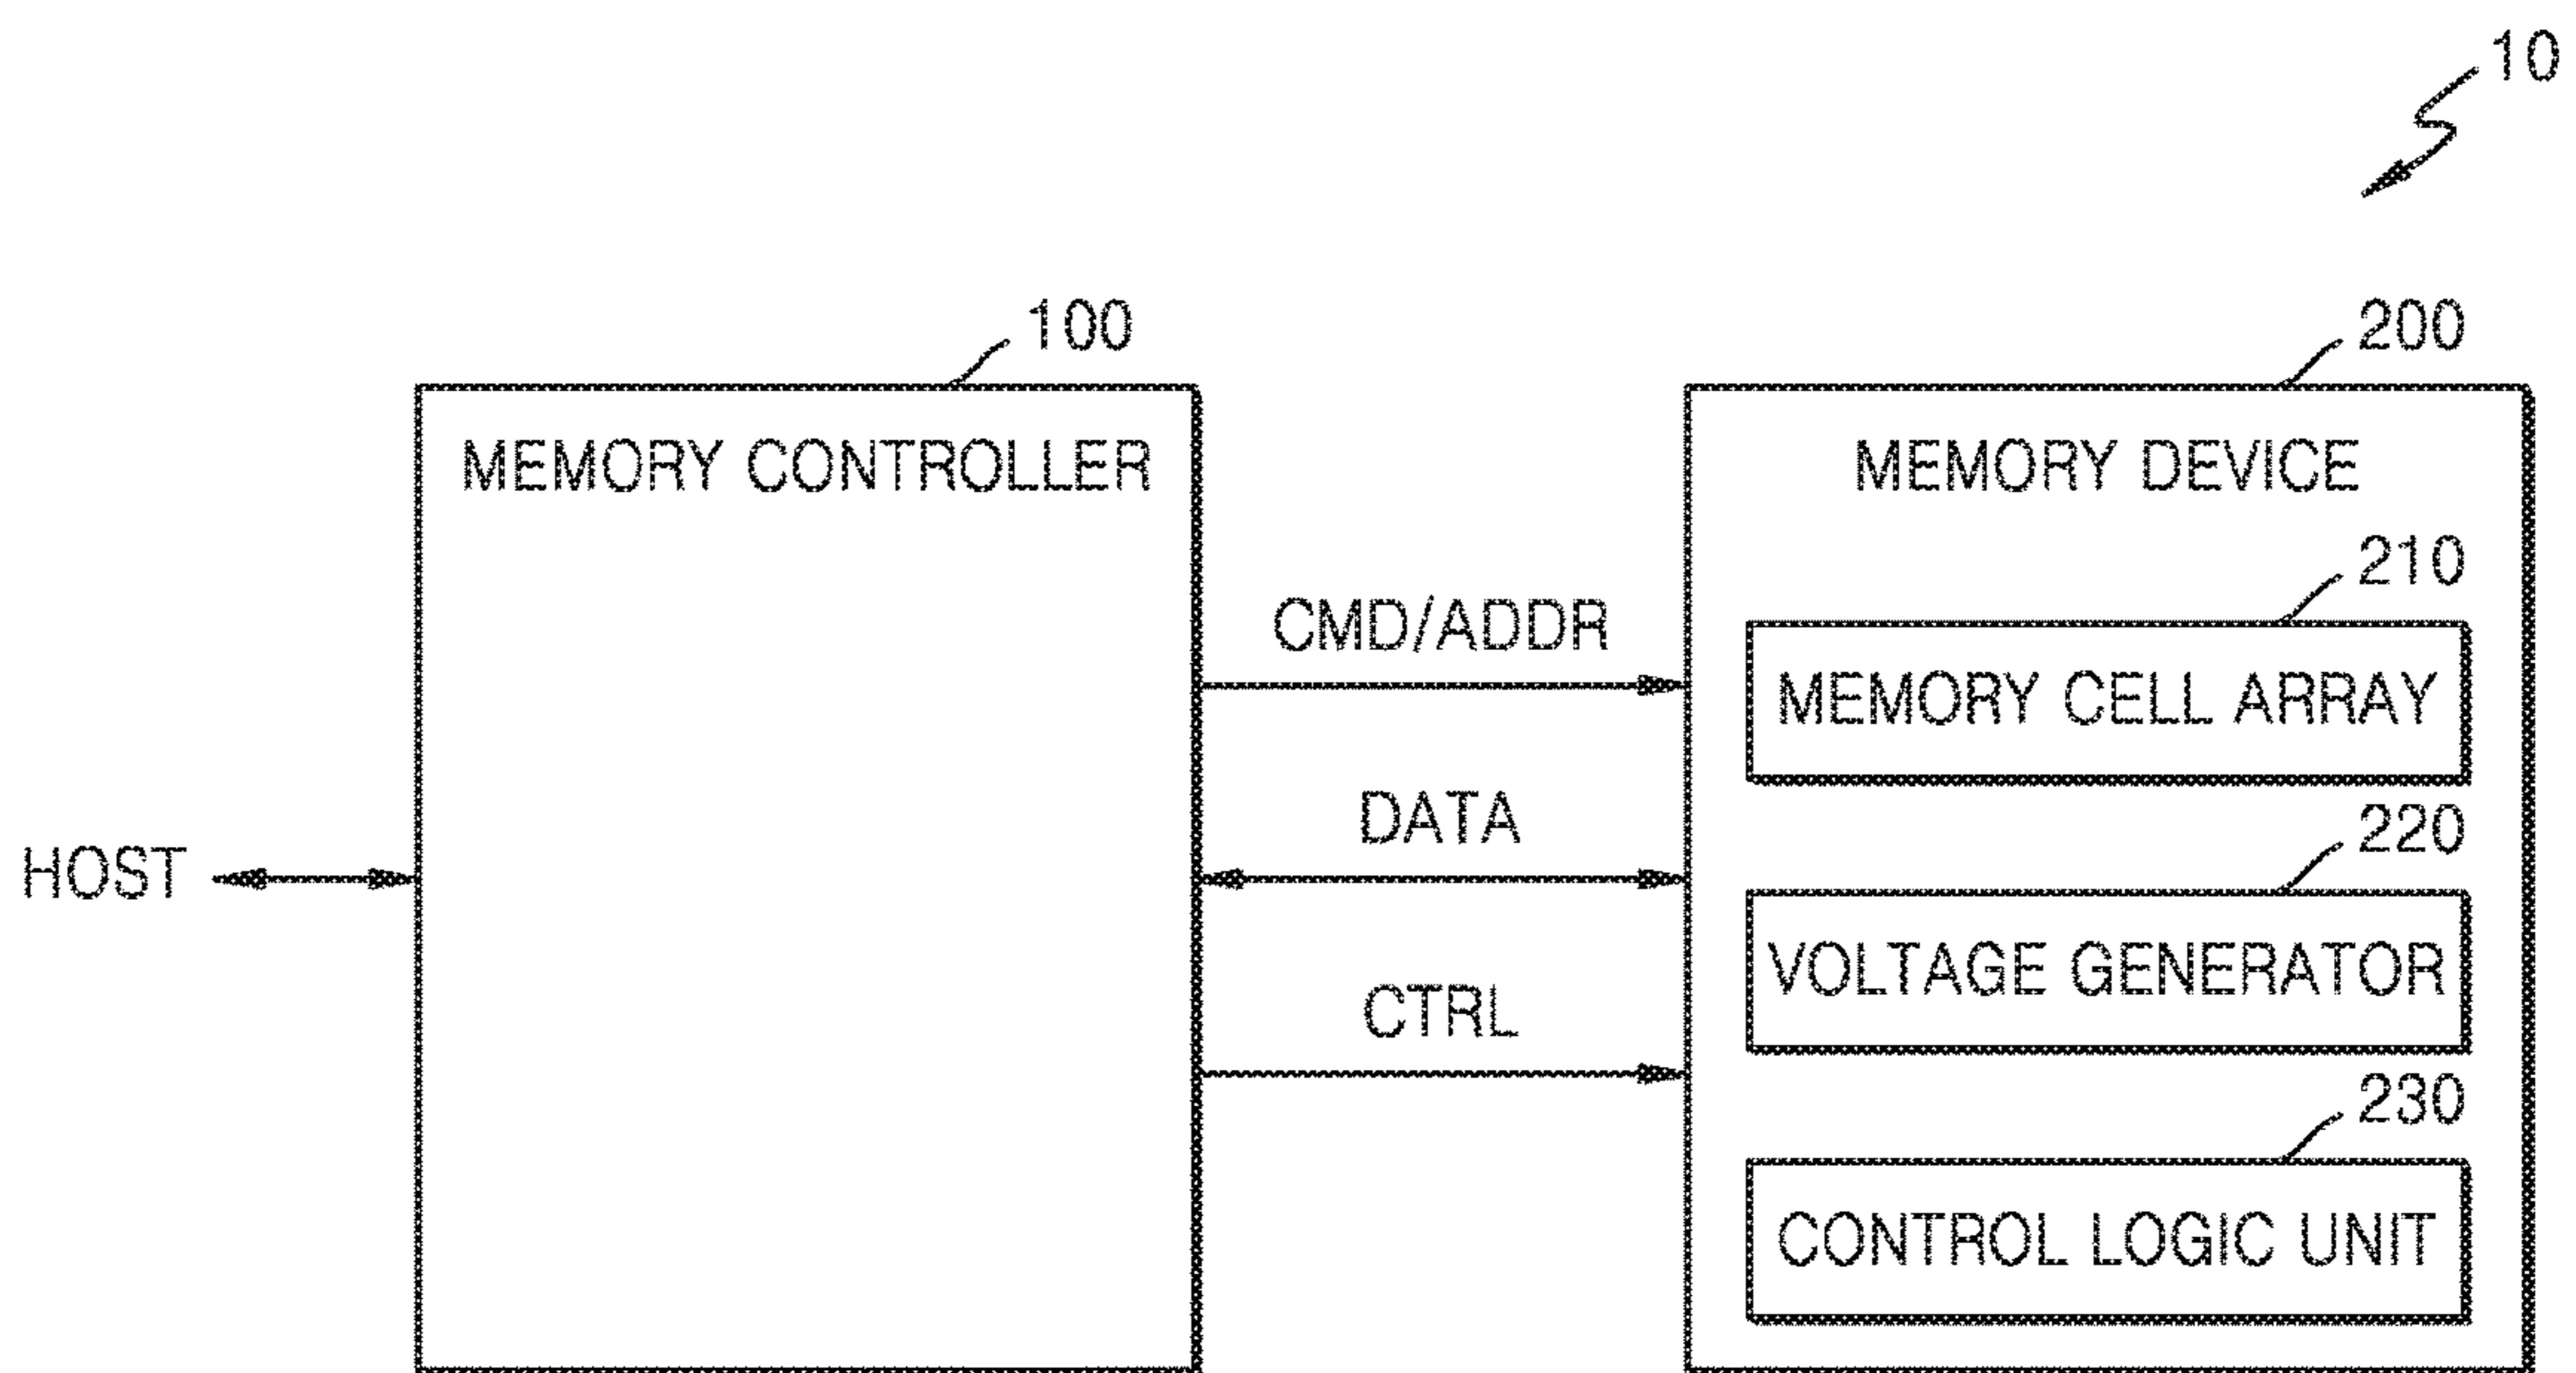 10
100
200
MEMORY CONTROLLER
MEMORY DEVICE
210
CMD/ADDR
MEMORY CELL ARRAY
DATA
220
HOST
VOLTAGE GENERATOR
CTRL
230
CONTROL LOGIC UNIT